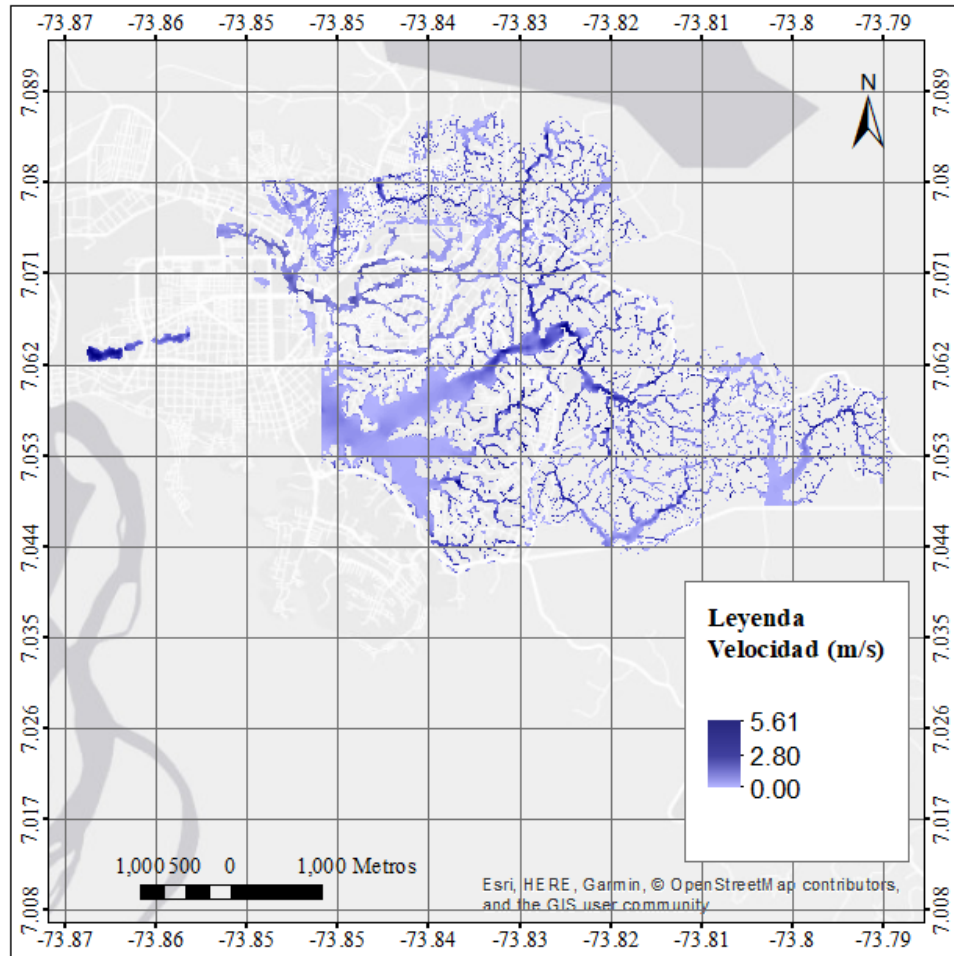 -73.87 -73.86 -73.85 -73.85 -73.84 -73.83 -73.82 -73.81 -73.8 -73.79
N
7.089 7.089
7.08 7.08
7.071 7.071
7.062 7.062
7.053 7.053
7.044 7.044
7.035 7.035
7.026 7.026
7.017 7.017
7.008 7.008
Leyenda
Velocidad (m/s)
5.61
2.80
0.00
1,000 500 0 1,000 Metros
Esri, HERE, Garmin, © OpenStreetMap contributors,
and the GIS user community
-73.87 -73.86 -73.85 -73.85 -73.84 -73.83 -73.82 -73.81 -73.8 -73.79